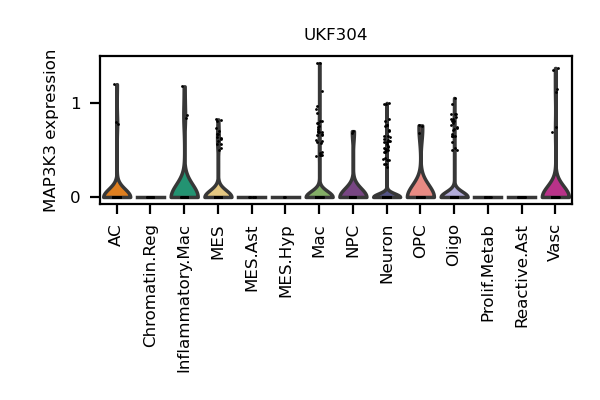 UKF304
MAP3K3 expression
1
0
AC
Chromatin.Reg
Inflammatory.Mac
MES
MES.Ast
MES.Hyp
Mac
NPC
Neuron
OPC
Oligo
Prolif.Metab
Reactive.Ast
Vasc